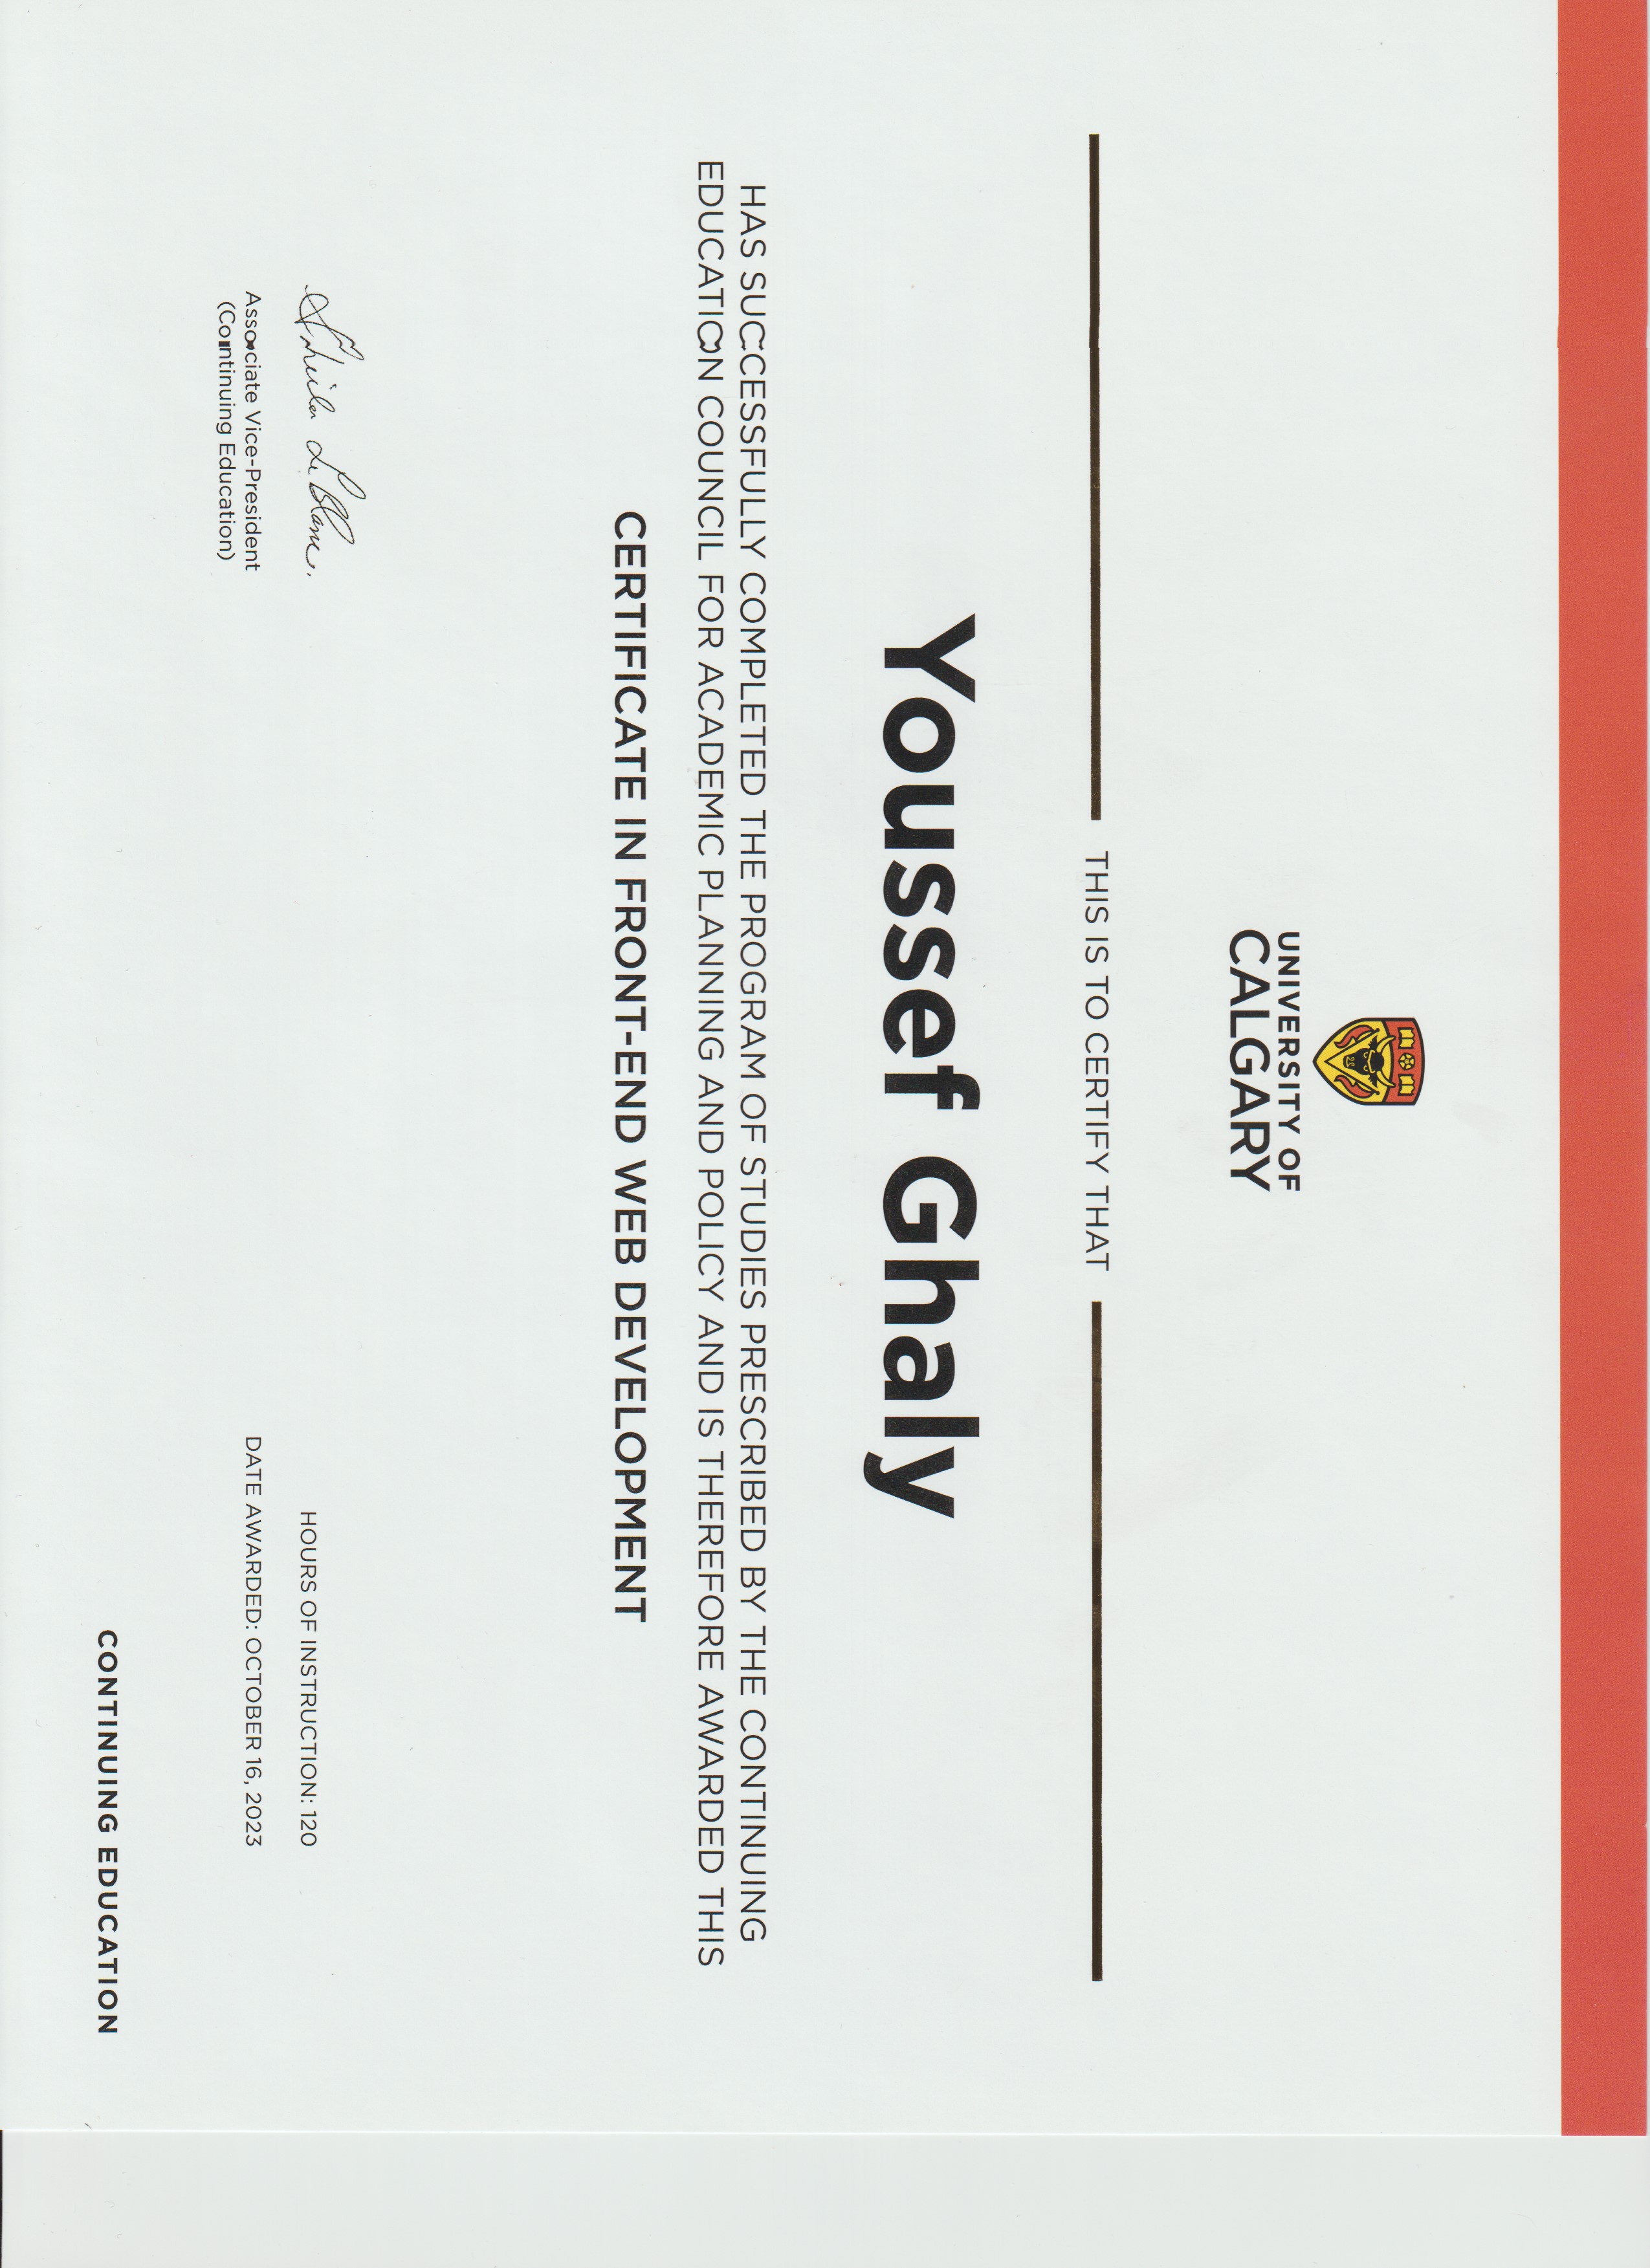 UNIVERSITY OF
CALGARY
THIS IS TO CERTIFY THAT
Youssef Ghaly
HAS SUCCESSFULLY COMPLETED THE PROGRAM OF STUDIES PRESCRIBED BY THE CONTINUING
EDUCATION COUNCIL FOR ACADEMIC PLANNING AND POLICY AND IS THEREFORE AWARDED THIS
CERTIFICATE IN FRONT-END WEB DEVELOPMENT
Sheila LeBlanc.
Associate Vice-President
(Continuing Education)
HOURS OF INSTRUCTION: 120
DATE AWARDED: OCTOBER 16, 2023
CONTINUING EDUCATION